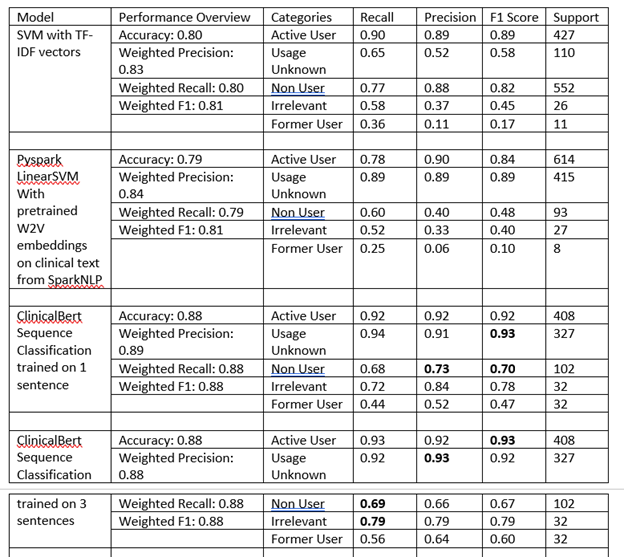 Model Performance Overview Categories Recall Precision F1 Score Support
SVM with TF- Accuracy: 0.80 Active User 0.90 0.89 0.89 427
IDF vectors Weighted Precision: Usage 0.65 0.52 0.58 110
0.83 Unknown
Weighted Recall: 0.80 Non User 0.77 0.88 0.82 552
Weighted F1: 0.81 Irrelevant 0.58 0.37 0.45 26
Former User 0.36 0.11 0.17 11
Pyspark Accuracy: 0.79 Active User 0.78 0.90 0.84 614
LinearSVM Weighted Precision: Usage 0.89 0.89 0.89 415
With 0.84 Unknown
pretrained Weighted Recall: 0.79 Non User 0.60 0.40 0.48 93
W2V Weighted F1: 0.81 Irrelevant 0.52 0.33 0.40 27
embeddings Former User 0.25 0.06 0.10 8
on clinical text
from SparkNLP
ClinicalBert Accuracy: 0.88 Active User 0.92 0.92 0.92 408
Sequence Weighted Precision: Usage 0.94 0.91 0.93 327
Classification 0.89 Unknown
trained on 1 Weighted Recall: 0.88 Non User 0.68 0.73 0.70 102
sentence Weighted F1: 0.88 Irrelevant 0.72 0.84 0.78 32
Former User 0.44 0.52 0.47 32
ClinicalBert Accuracy: 0.88 Active User 0.93 0.92 0.93 408
Sequence Weighted Precision: Usage 0.92 0.93 0.92 327
Classification 0.88 Unknown
trained on 3 Weighted Recall: 0.88 Non User 0.69 0.66 0.67 102
sentences Weighted F1: 0.88 Irrelevant 0.79 0.79 0.79 32
Former User 0.56 0.64 0.60 32